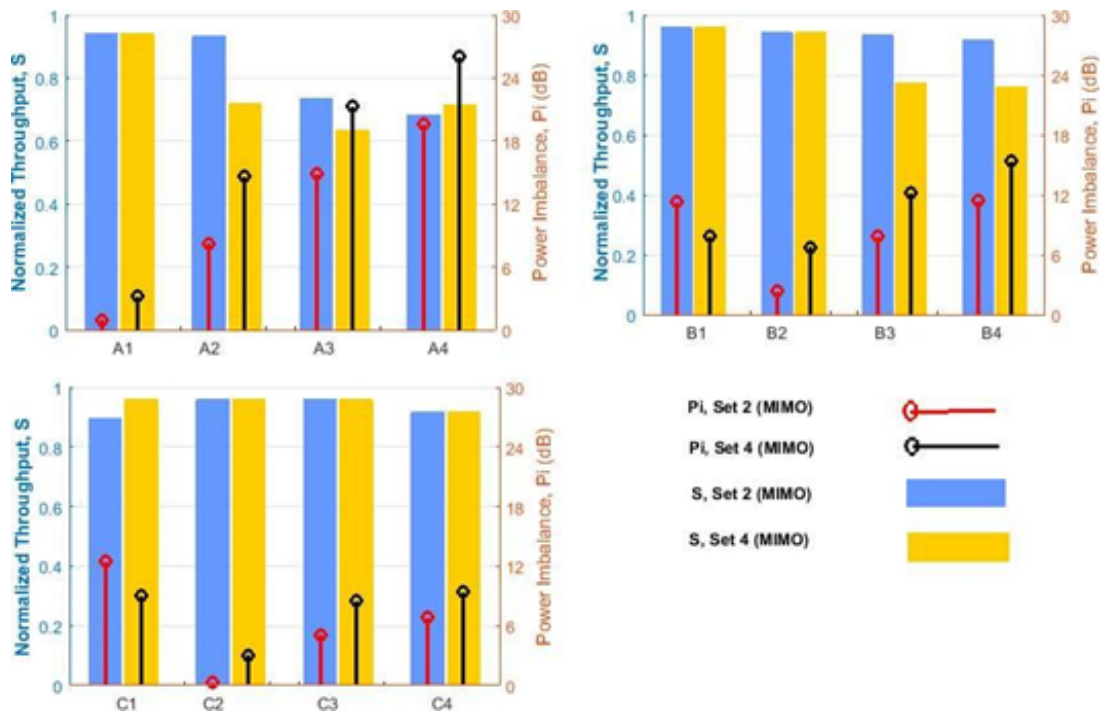 Normalized Throughput, S
1
0.8
0.6
0.4
0.2
0
A1 A2 A3 A4
30
24
18
12
6
0
Power Imbalance, Pi (dB)
Normalized Throughput, S
1
0.8
0.6
0.4
0.2
0
B1 B2 B3 B4
30
24
18
12
6
0
Power Imbalance, Pi (dB)
Normalized Throughput, S
1
0.8
0.6
0.4
0.2
0
C1 C2 C3 C4
30
24
18
12
6
0
Power Imbalance, Pi (dB)
Pi, Set 2 (MIMO)
Pi, Set 4 (MIMO)
S, Set 2 (MIMO)
S, Set 4 (MIMO)